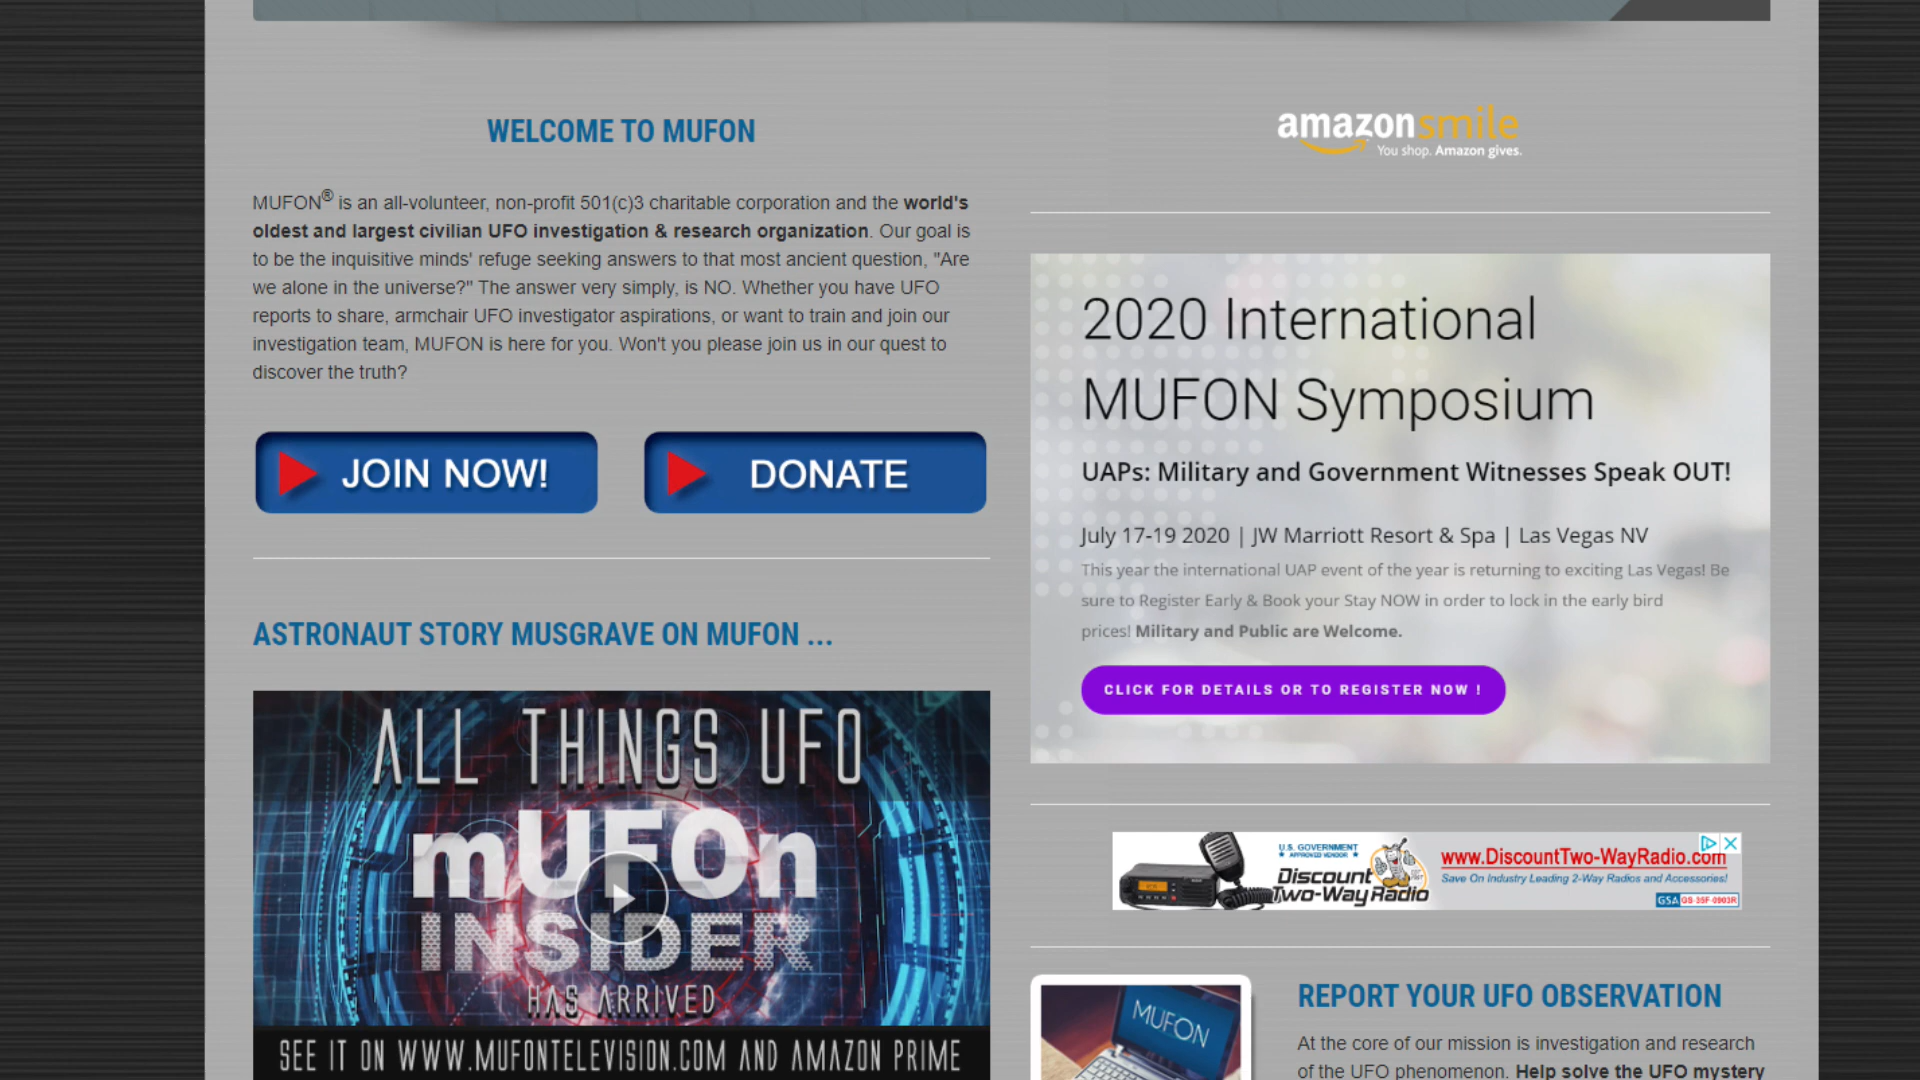 WELCOME TO MUFON
MUFON® is an all-volunteer, non-profit 501(c)3 charitable corporation and the world's
oldest and largest civilian UFO investigation & research organization. Our goal is
to be the inquisitive minds' refuge seeking answers to that most ancient question, "Are
we alone in the universe?" The answer very simply, is NO. Whether you have UFO
reports to share, armchair UFO investigator aspirations, or want to train and join our
investigation team, MUFON is here for you. Won't you please join us in our quest to
discover the truth?
JOIN NOW!
DONATE
ASTRONAUT STORY MUSGRAVE ON MUFON ...
ALL THINGS UFO
mUFOn
INSIDER
HAS ARRIVED
SEE IT ON WWW.MUFONTELEVISION.COM AND AMAZON PRIME
amazonsmile
You shop. Amazon gives.
2020 International
MUFON Symposium
UAPs: Military and Government Witnesses Speak OUT!
July 17-19 2020 | JW Marriott Resort & Spa | Las Vegas NV
This year the international UAP event of the year is returning to exciting Las Vegas! Be
sure to Register Early & Book your Stay NOW in order to lock in the early bird
prices! Military and Public are Welcome.
CLICK FOR DETAILS OR TO REGISTER NOW !
U.S. GOVERNMENT
APPROVED VENDOR
Discount
Two-Way Radio
www.DiscountTwo-WayRadio.com
Save On Industry Leading 2-Way Radios and Accessories!
GSA GS-35F-0903R
MUFON
REPORT YOUR UFO OBSERVATION
At the core of our mission is investigation and research
of the UFO phenomenon. Help solve the UFO mystery